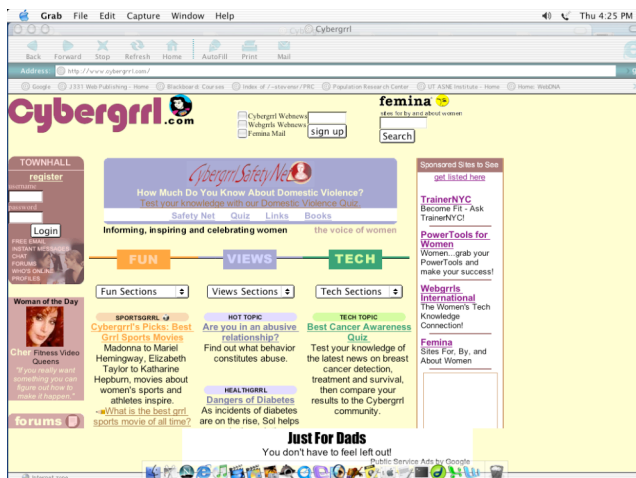 Grab File Edit Capture Window Help Thu 4:25 PM
Cybergrrl
Back Forward Stop Refresh Home AutoFill Print Mail
Address: http://www.cybergrrl.com/
Google J331 Web Publishing - Home Blackboard Courses Index of /~stevenr/PRC Population Research Center UT ASNE Institute - Home Home: WebDNA
Cybergrrl.com
Cybergrrl Webnews
Webgrrls Webnews
Femina Mail
sign up
femina
sites for by and about women
Search
TOWNHALL
register
username
password
Login
FREE EMAIL
INSTANT MESSAGES
CHAT
FORUMS
WHO'S ONLINE
PROFILES
Woman of the Day
Cher Fitness Video
Queens
"If you really want
something you can
figure out how to
make it happen."
forums
Cybergrrl SafetyNet
How Much Do You Know About Domestic Violence?
Test your knowledge with our Domestic Violence Quiz.
Safety Net Quiz Links Books
Informing, inspiring and celebrating women the voice of women
FUN VIEWS TECH
Fun Sections Views Sections Tech Sections
SPORTSGRRL
Cybergrrl's Picks: Best
Grrl Sports Movies
Madonna to Mariel
Hemingway, Elizabeth
Taylor to Katharine
Hepburn, movies about
women's sports and
athletes inspire.
What is the best grrl
sports movie of all time?
HOT TOPIC
Are you in an abusive
relationship?
Find out what behavior
constitutes abuse.
HEALTHGRRL
Dangers of Diabetes
As incidents of diabetes
are on the rise, Sol helps
TECH TOPIC
Best Cancer Awareness
Quiz
Test your knowledge of
the latest news on breast
cancer detection,
treatment and survival,
then compare your
results to the Cybergrrl
community.
Sponsored Sites to See
get listed here
TrainerNYC
Become Fit - Ask
TrainerNYC!
PowerTools for
Women
Women...grab your
PowerTools and
make your success!
Webgrrls
International
The Women's Tech
Knowledge
Connection!
Femina
Sites For, By, and
About Women
Just For Dads
You don't have to feel left out!
Public Service Ads by Google
Internet zone